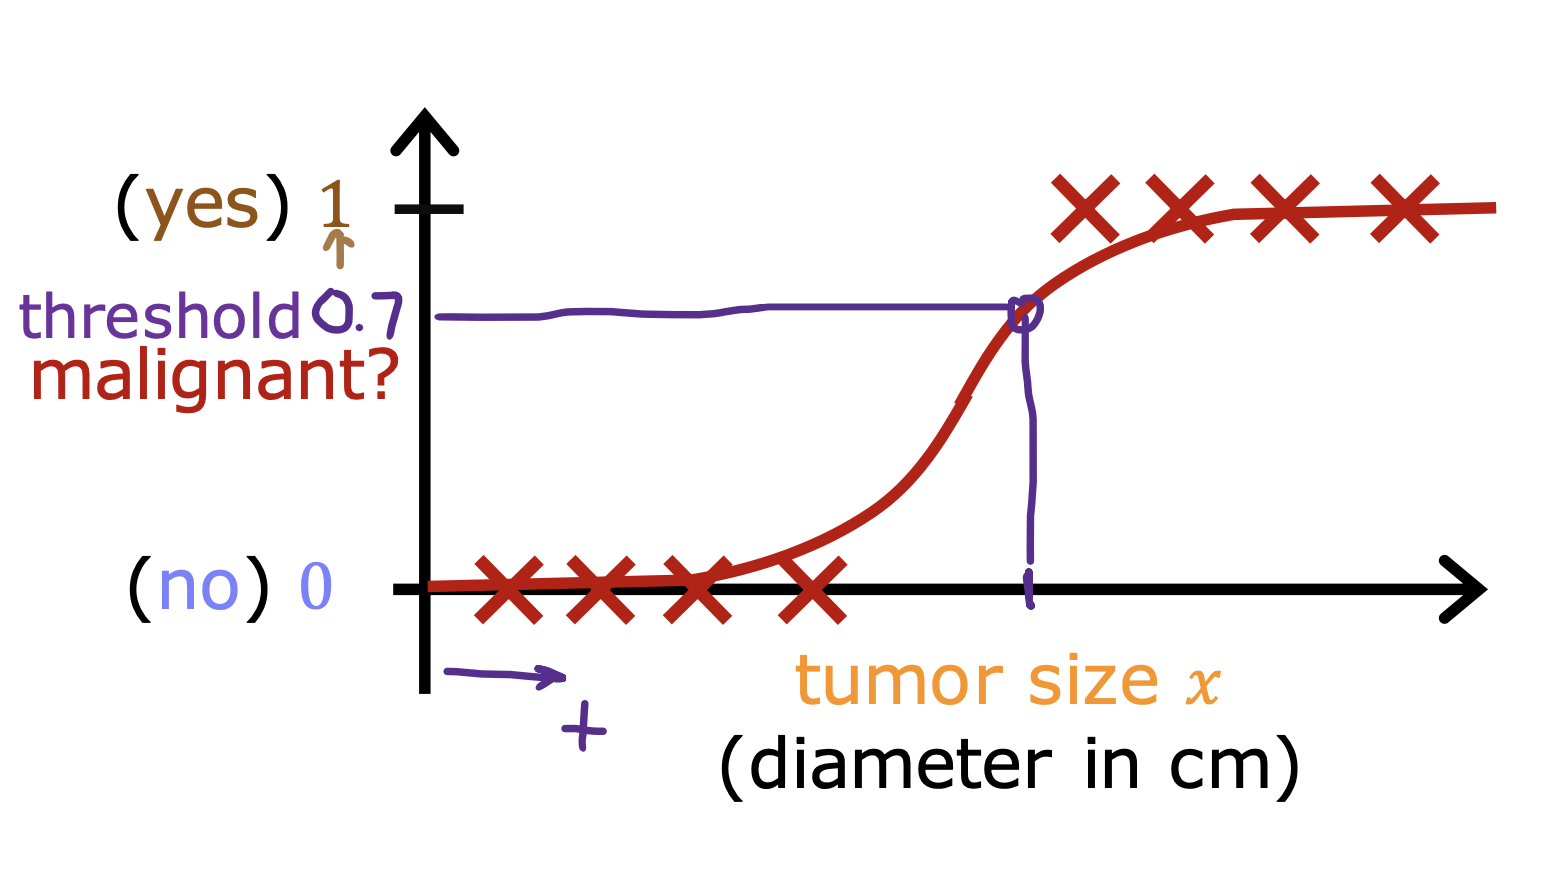 (yes) 1
threshold 0.7
malignant?
(no) 0
+
tumor size x
(diameter in cm)